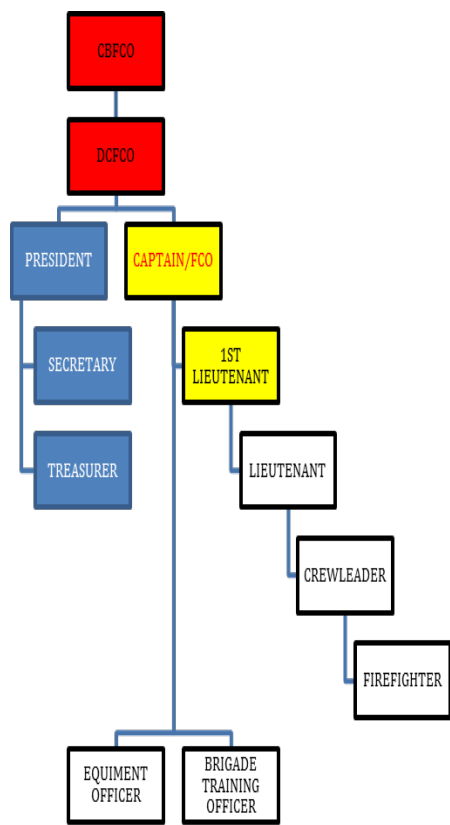 CBFCO
DCFCO
PRESIDENT
CAPTAIN/FCO
SECRETARY
1ST
LIEUTENANT
TREASURER
LIEUTENANT
CREWLEADER
FIREFIGHTER
EQUIMENT
OFFICER
BRIGADE
TRAINING
OFFICER